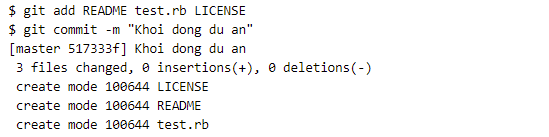 $ git add README test.rb LICENSE
$ git commit -m "Khoi dong du an"
[master 517333f] Khoi dong du an
 3 files changed, 0 insertions(+), 0 deletions(-)
 create mode 100644 LICENSE
 create mode 100644 README
 create mode 100644 test.rb